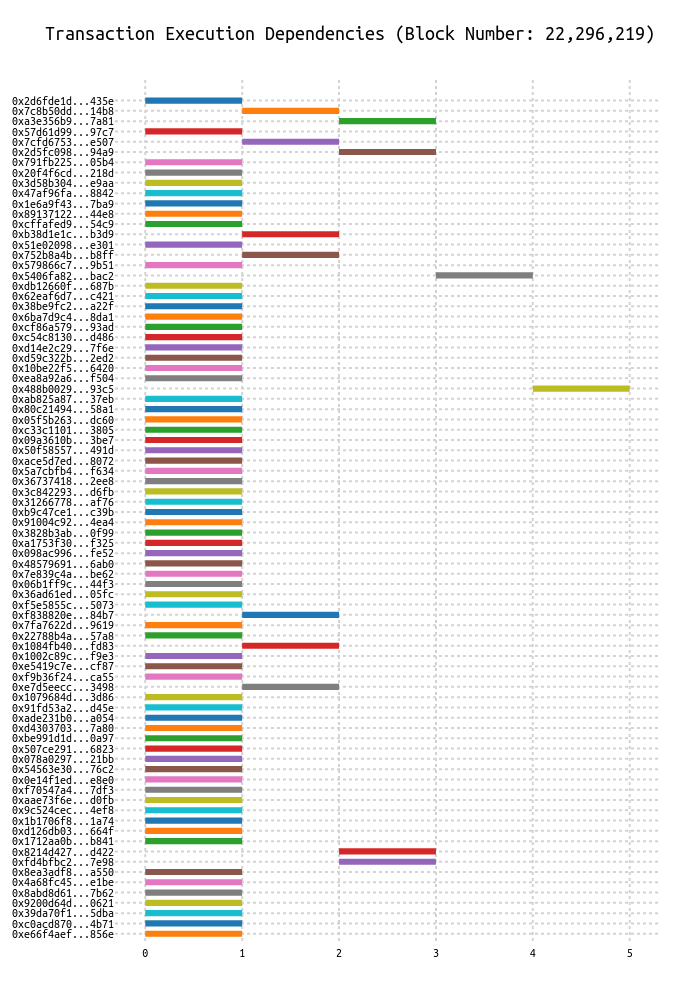 Transaction Execution Dependencies (Block Number: 22,296,219)
0x2d6fde1d...435e
0x7c8b50dd...14b8
0xa3e356b9...7a81
0x57d61d99...97c7
0x7cfd6753...e507
0x2d5fc098...94a9
0x791fb225...05b4
0x20f4f6cd...218d
0x3d58b304...e9aa
0x47af96fa...8842
0x1e6a9f43...7ba9
0x89137122...44e8
0xcffafed9...54c9
0xb38d1e1c...b3d9
0x51e02098...e301
0x752b8a4b...b8ff
0x579866c7...9b51
0x5406fa82...bac2
0xdb12660f...687b
0x62eaf6d7...c421
0x38be9fc2...a22f
0x6ba7d9c4...8da1
0xcf86a579...93ad
0xc54c8130...d486
0xd14e2c29...7f6e
0xd59c322b...2ed2
0x10be22f5...6420
0xea8a92a6...f504
0x488b0029...93c5
0xab825a87...37eb
0x80c21494...58a1
0x05f5b263...dc60
0xc33c1101...3805
0x09a3610b...3be7
0x50f58557...491d
0xace5d7ed...8072
0x5a7cbfb4...f634
0x36737418...2ee8
0x3c842293...d6fb
0x31266778...af76
0xb9c47ce1...c39b
0x91004c92...4ea4
0x3828b3ab...0f99
0xa1753f30...f325
0x098ac996...fe52
0x48579691...6ab0
0x7e839c4a...be62
0x06b1ff9c...44f3
0x36ad61ed...05fc
0xf5e5855c...5073
0xf838820e...84b7
0x7fa7622d...9619
0x22788b4a...57a8
0x1084fb40...fd83
0x1002c89c...f9e3
0xe5419c7e...cf87
0xf9b36f24...ca55
0xe7d5eecc...3498
0x1079684d...3d86
0x91fd53a2...d45e
0xade231b0...a054
0xd4303703...7a80
0xbe991d1d...0a97
0x507ce291...6823
0x078a0297...21bb
0x54563e30...76c2
0x0e14f1ed...e8e0
0xf70547a4...7df3
0xaae73f6e...d0fb
0x9c524cec...4ef8
0x1b1706f8...1a74
0xd126db03...664f
0x1712aa0b...b841
0x8214d427...d422
0xfd4bfbc2...7e98
0x8ea3adf8...a550
0x4a68fc45...e1be
0x8abd8d61...7b62
0x9200d64d...0621
0x39da70f1...5dba
0xc0acd870...4b71
0xe66f4aef...856e
0 1 2 3 4 5